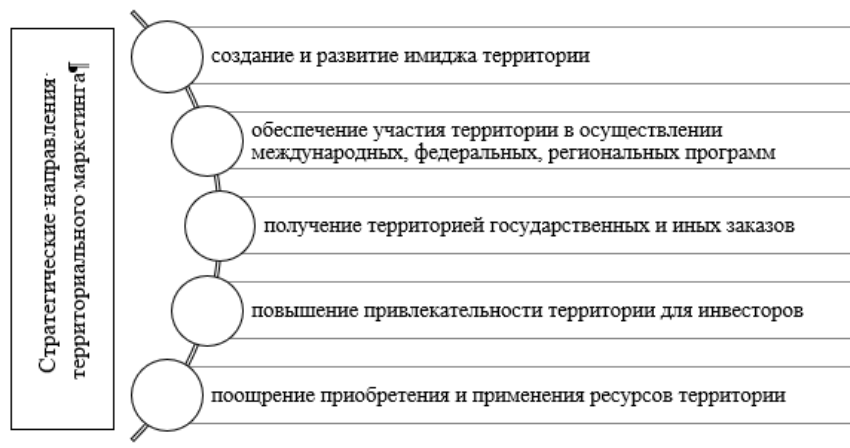 Стратегические направления
территориального маркетинга¶
создание и развитие имиджа территории
обеспечение участия территории в осуществлении
международных, федеральных, региональных программ
получение территорией государственных и иных заказов
повышение привлекательности территории для инвесторов
поощрение приобретения и применения ресурсов территории